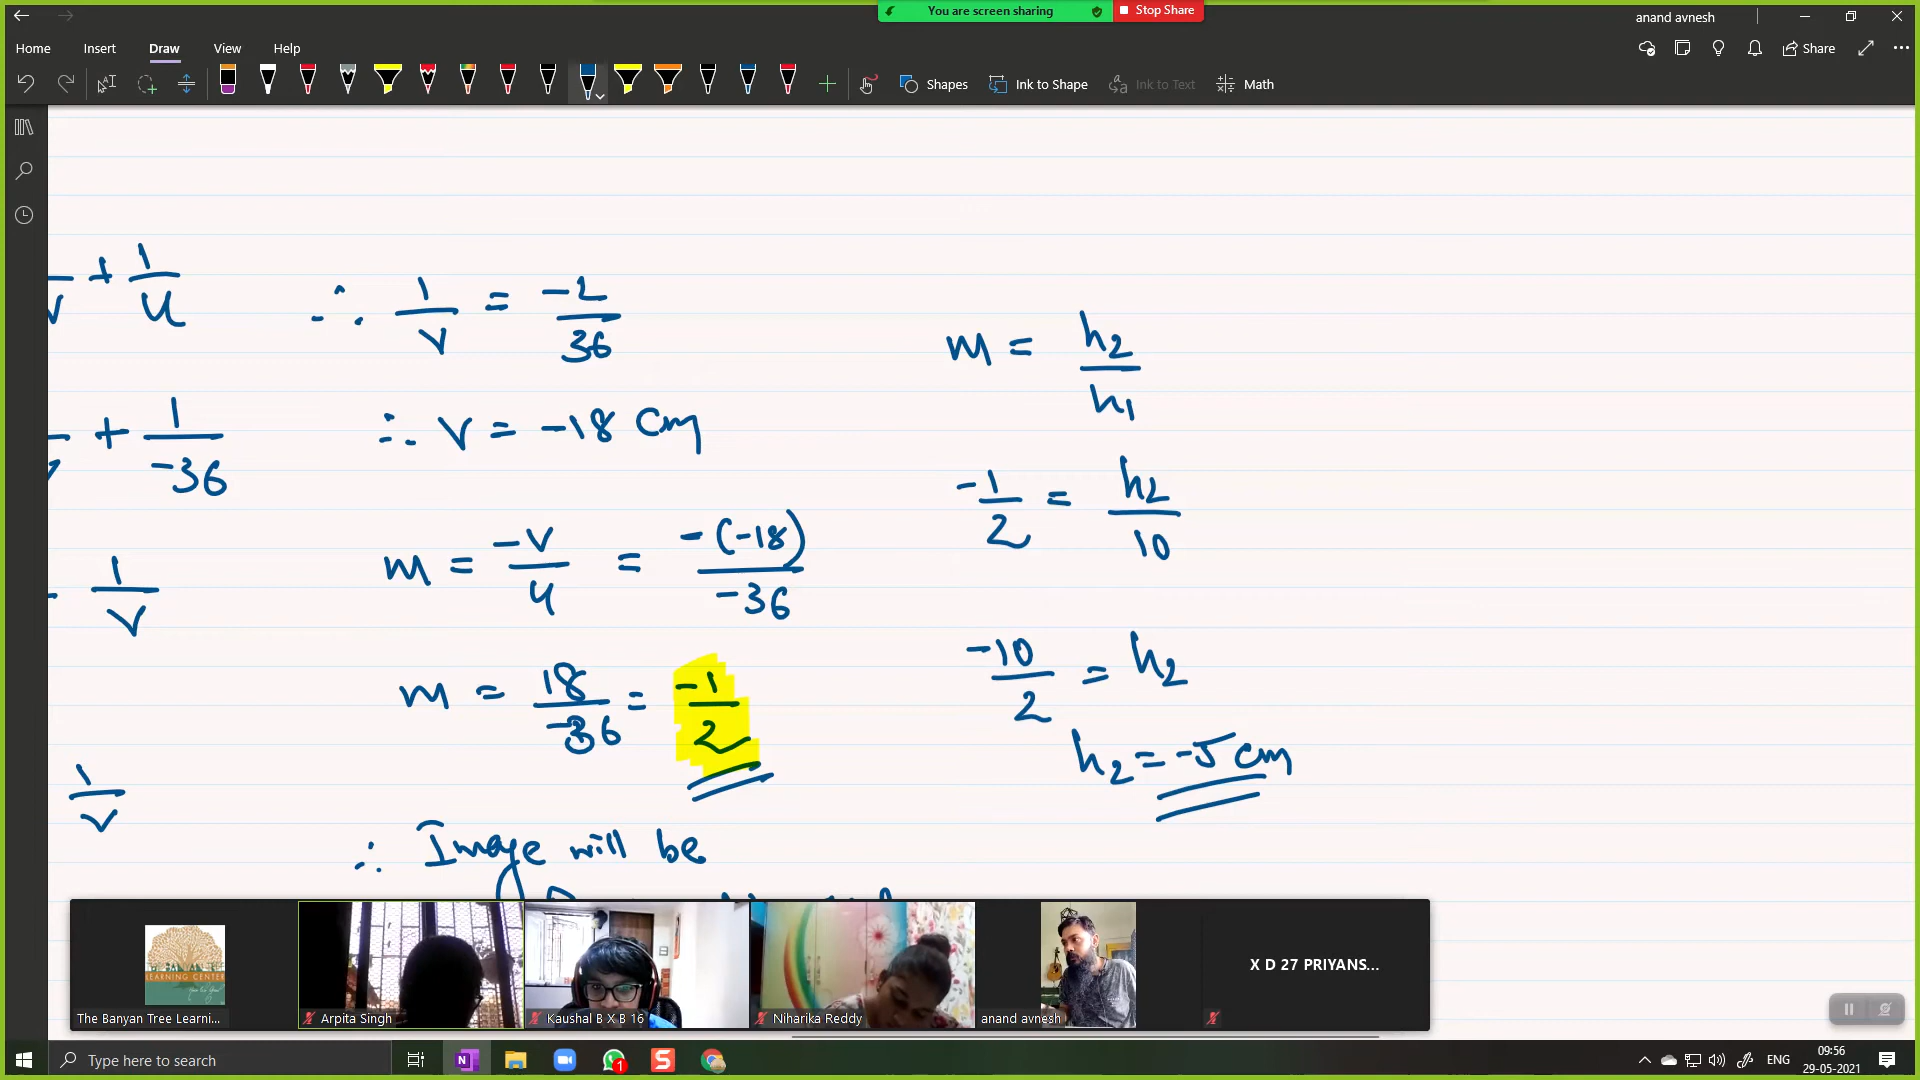 You are screen sharing
Stop Share
anand avnesh
Home Insert Draw View Help
Share
Shapes Ink to Shape Ink to Text Math
1/V + 1/u
∴ 1/V = -2/36
m = h2/h1
+ 1/-36
∴ V = -18 cm
-1/2 = h2/10
- 1/V
m = -V/u = -(-18)/-36
-10/2 = h2
m = 18/-36 = -1/2
h2 = -5 cm
1/V
∴ Image will be
The Banyan Tree Learni...
Arpita Singh
Kaushal B X B 16
Niharika Reddy
anand avnesh
X D 27 PRIYANS...
Type here to search
1
ENG
09:56
29-05-2021